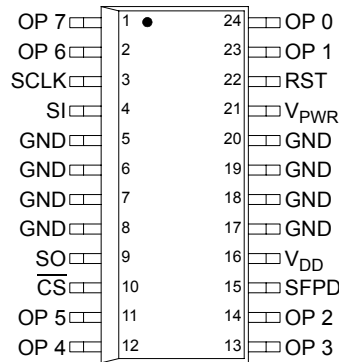 OP 7 1 24 OP 0
OP 6 2 23 OP 1
SCLK 3 22 RST
SI 4 21 VPWR
GND 5 20 GND
GND 6 19 GND
GND 7 18 GND
GND 8 17 GND
SO 9 16 VDD
CS 10 15 SFPD
OP 5 11 14 OP 2
OP 4 12 13 OP 3